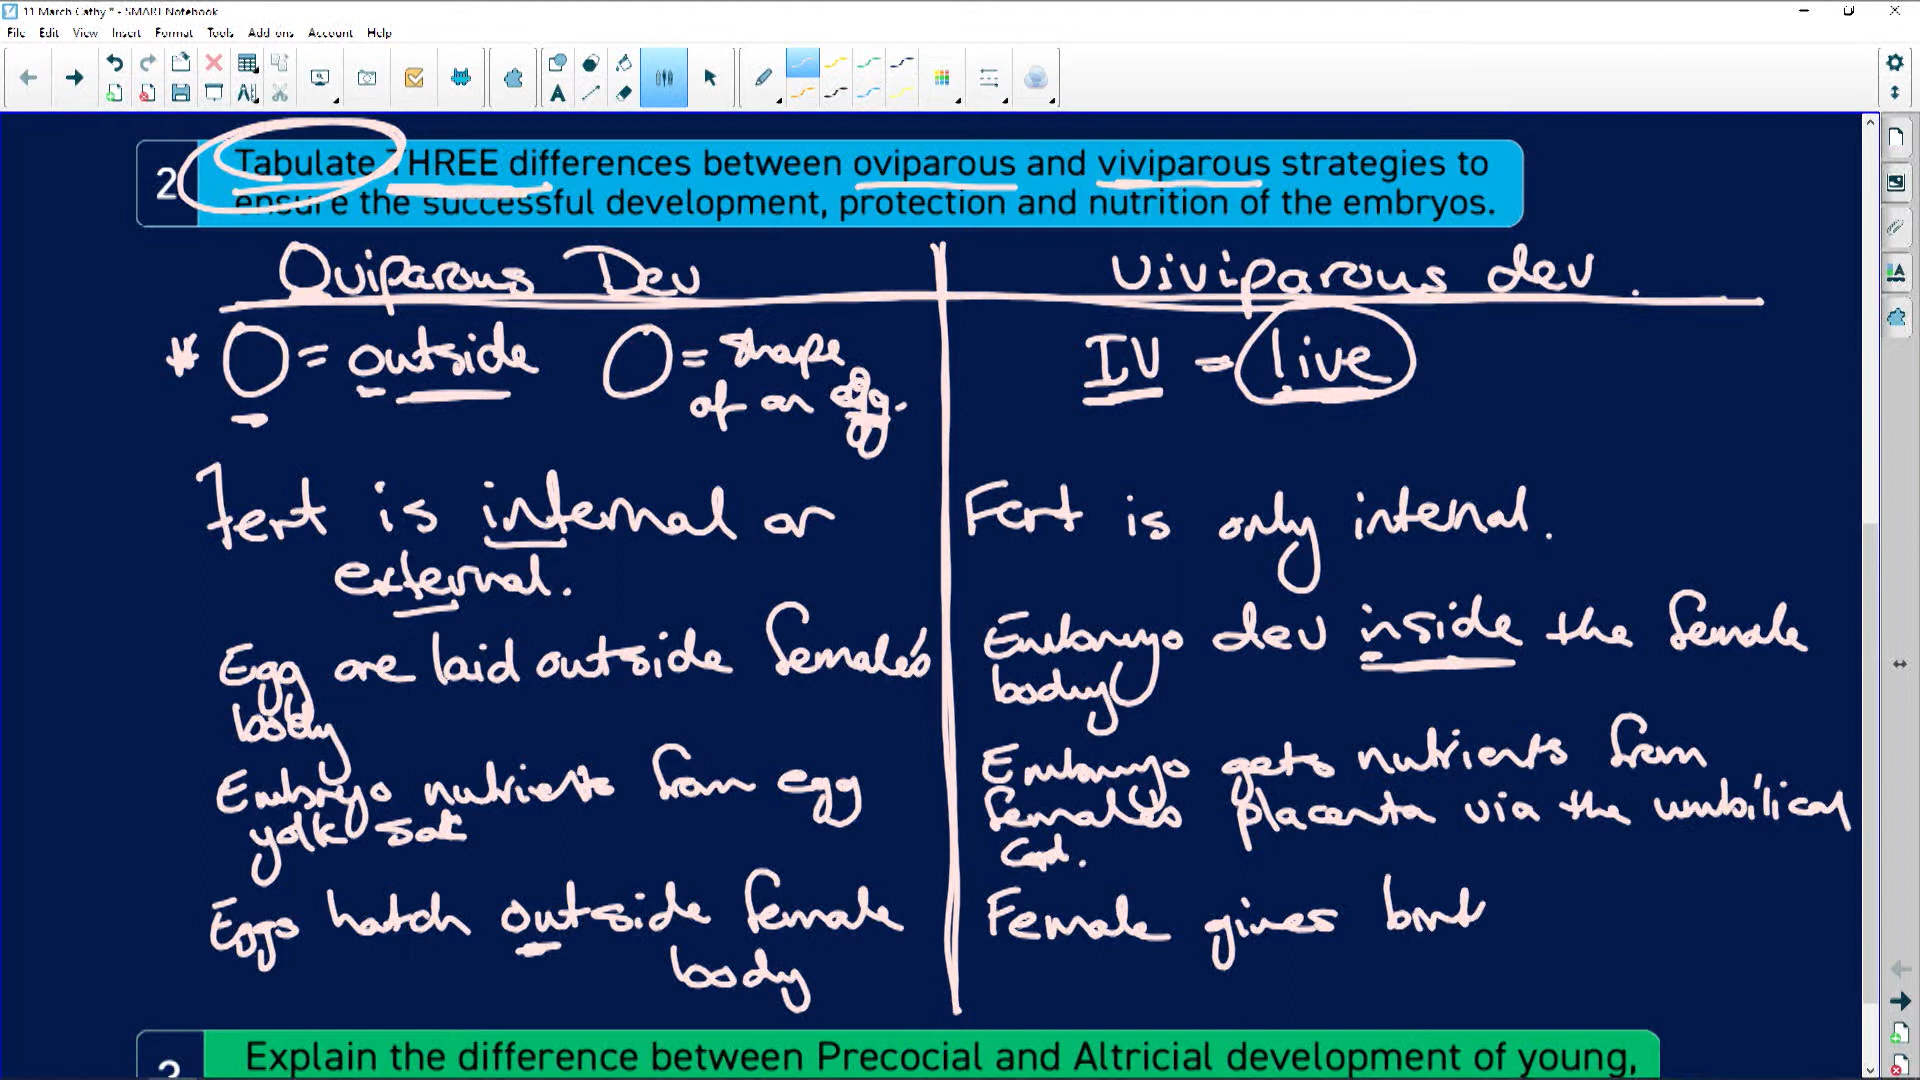 11 March Cathy * - SMART Notebook
File Edit View Insert Format Tools Add-ons Account Help
2 Tabulate THREE differences between oviparous and viviparous strategies to
ensure the successful development, protection and nutrition of the embryos.
Oviparous Dev
Viviparous dev.
* O = outside O = shape
of an egg.
IV = live
Fert is internal or
external.
Fert is only internal.
Egg are laid outside female's
body
Embryo dev inside the female
body
Embryo nutrients from egg
yolk sac
Embryo gets nutrients from
female's placenta via the umbilical
cord.
Eggs hatch outside female
body
Female gives birt
3 Explain the difference between Precocial and Altricial development of young,